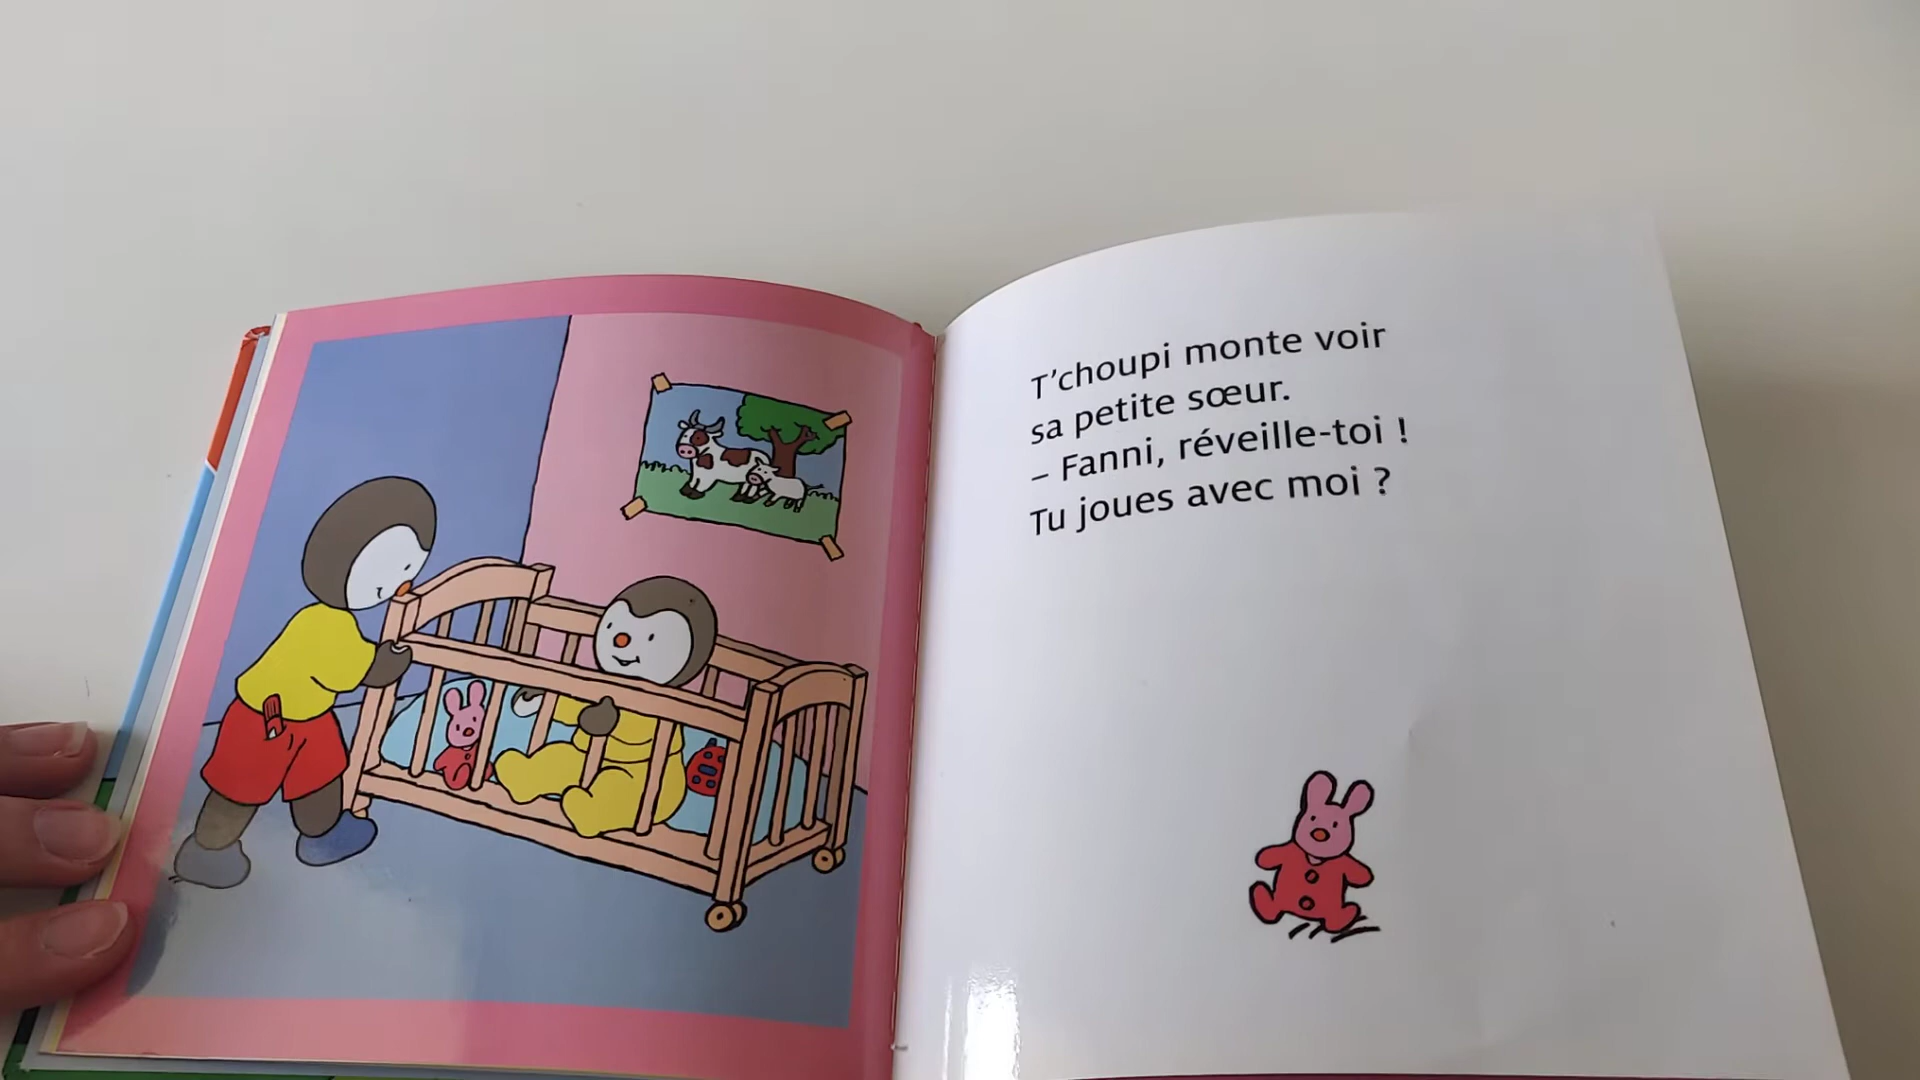 T'choupi monte voir
sa petite sœur.
– Fanni, réveille-toi !
Tu joues avec moi ?